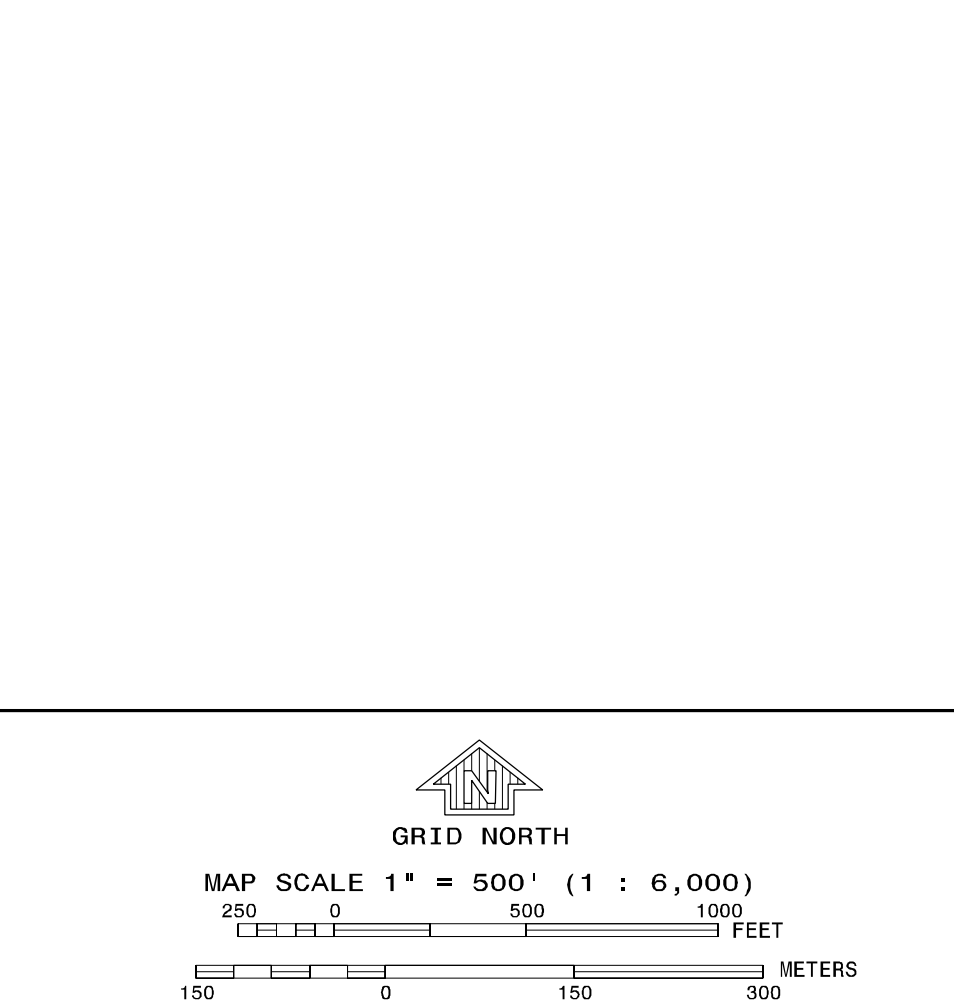 N
GRID NORTH
MAP SCALE 1" = 500' (1 : 6,000)
250 0 500 1000
FEET
METERS
150 0 150 300